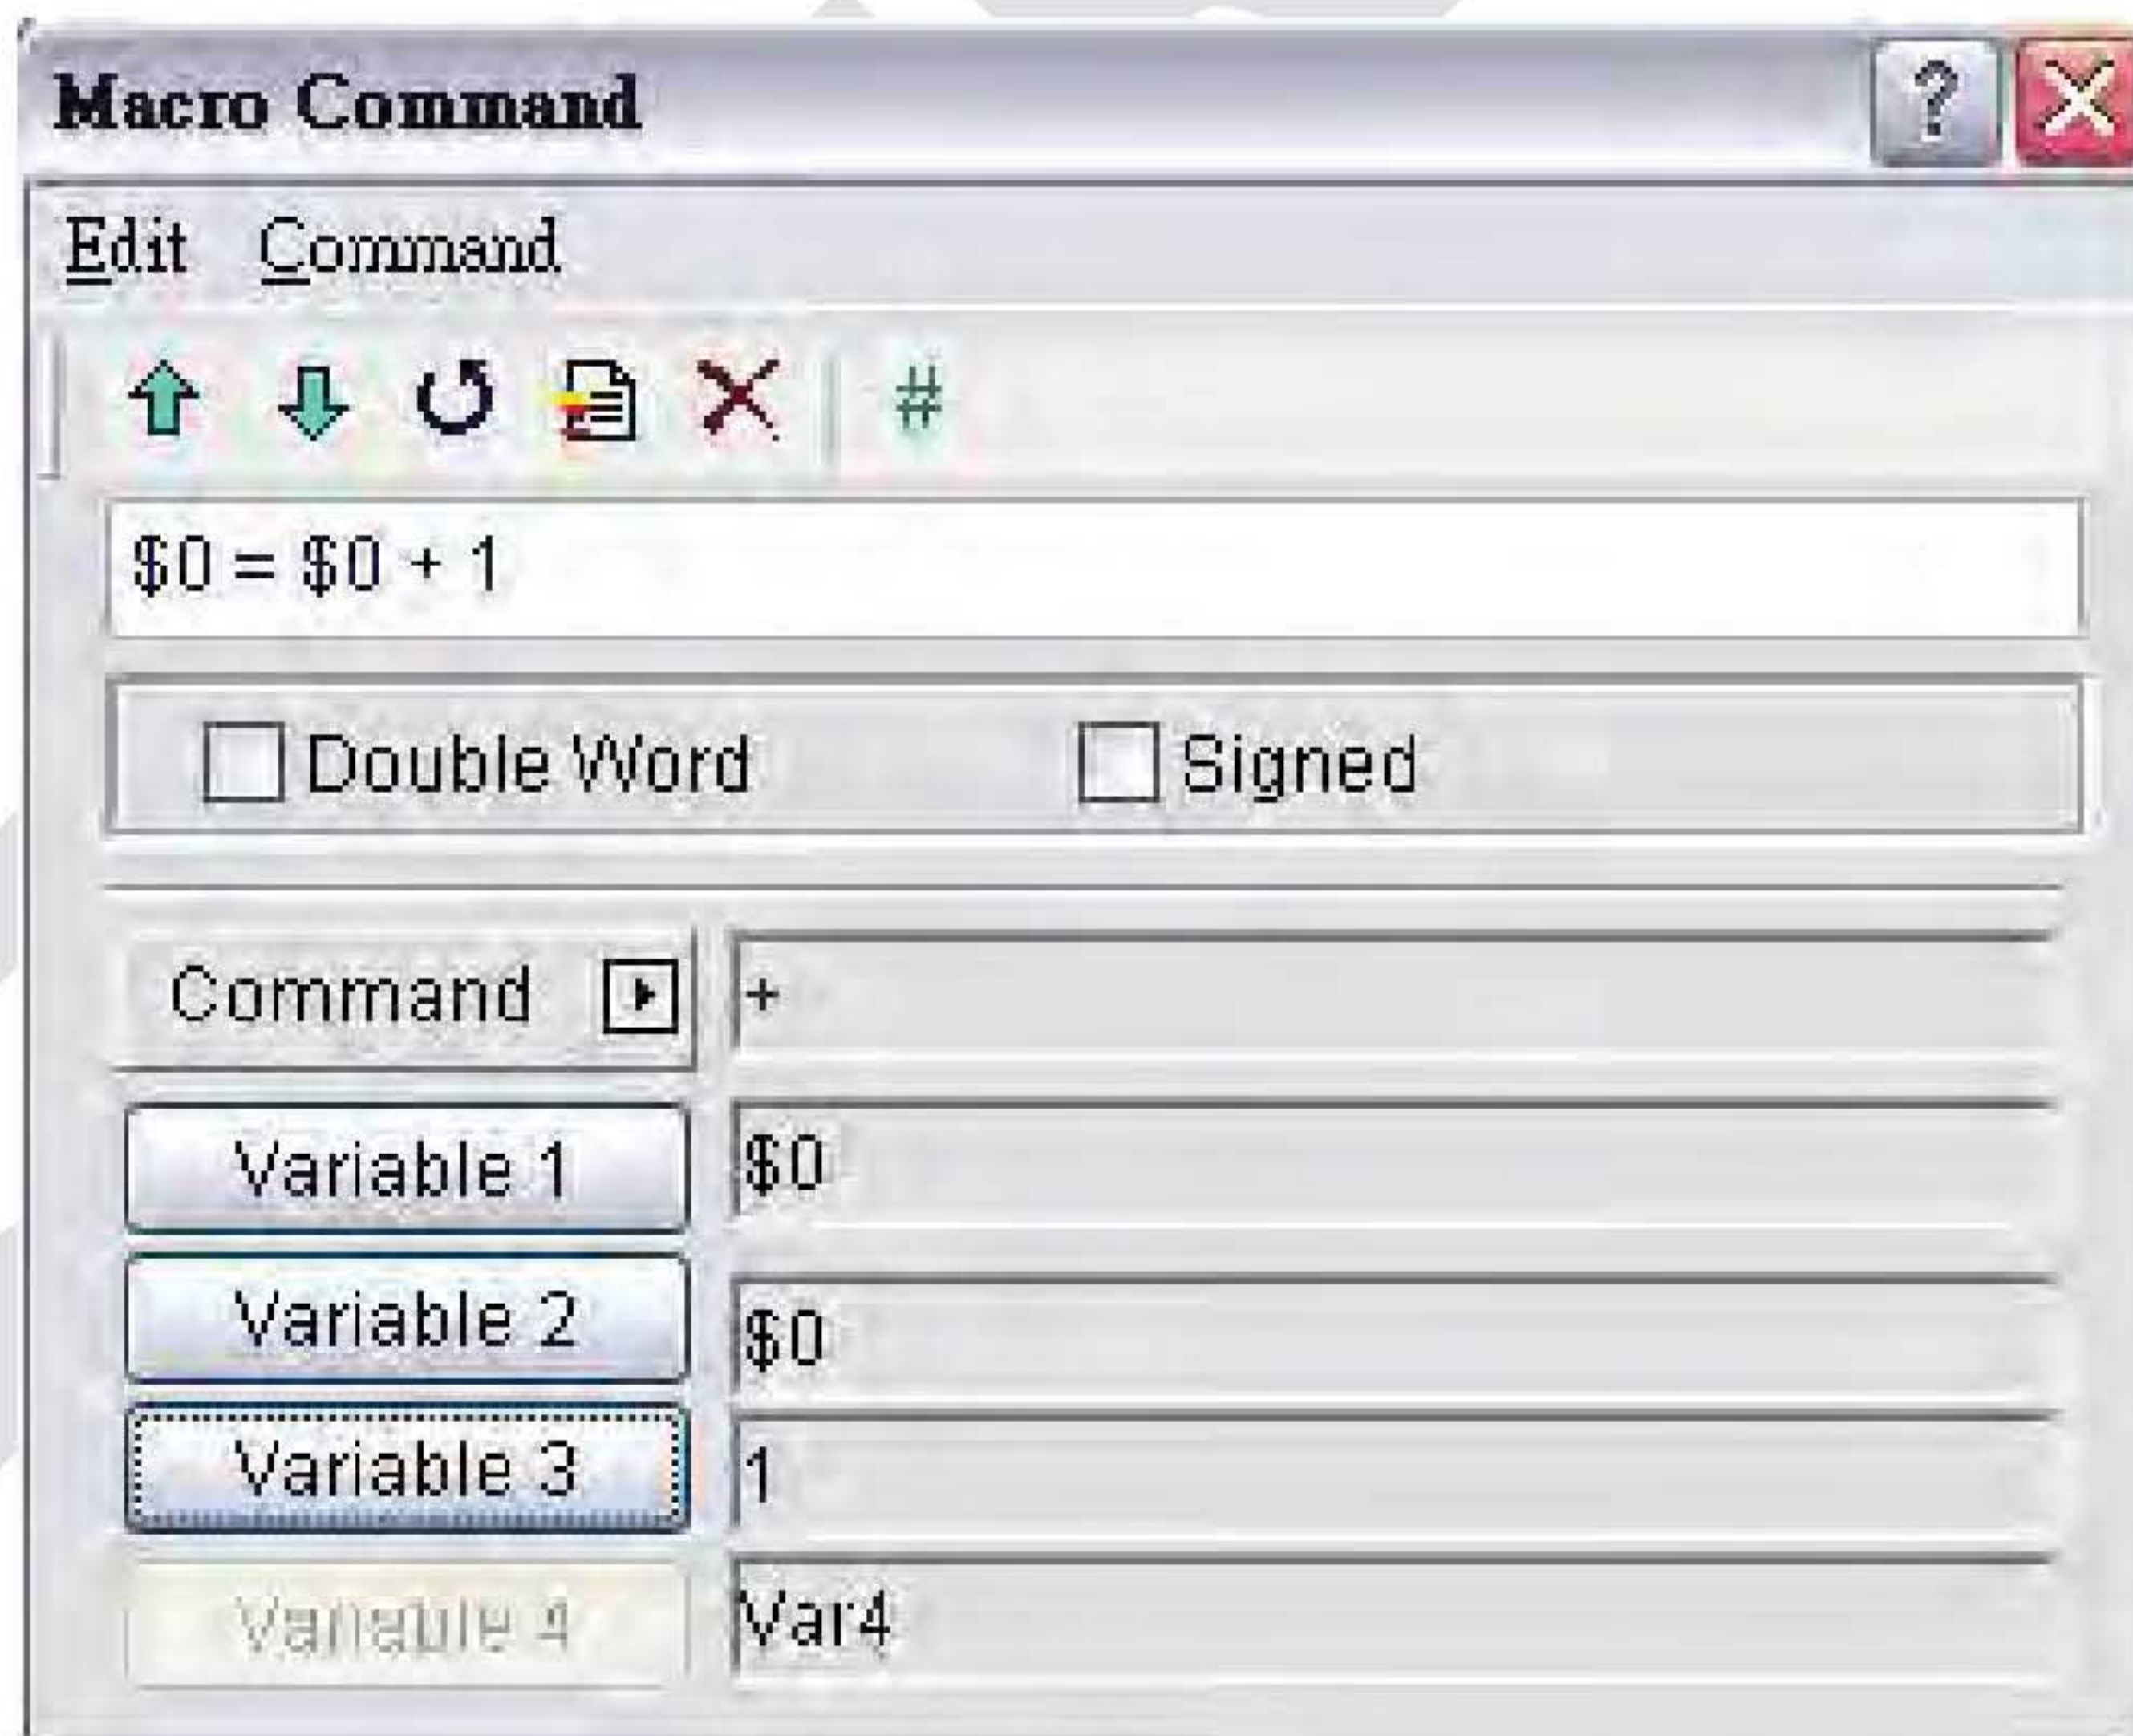 Macro Command ?
Edit Command
#
$0 = $0 + 1
Double Word Signed
Command +
Variable 1 $0
Variable 2 $0
Variable 3 1
Variable 4 Var4